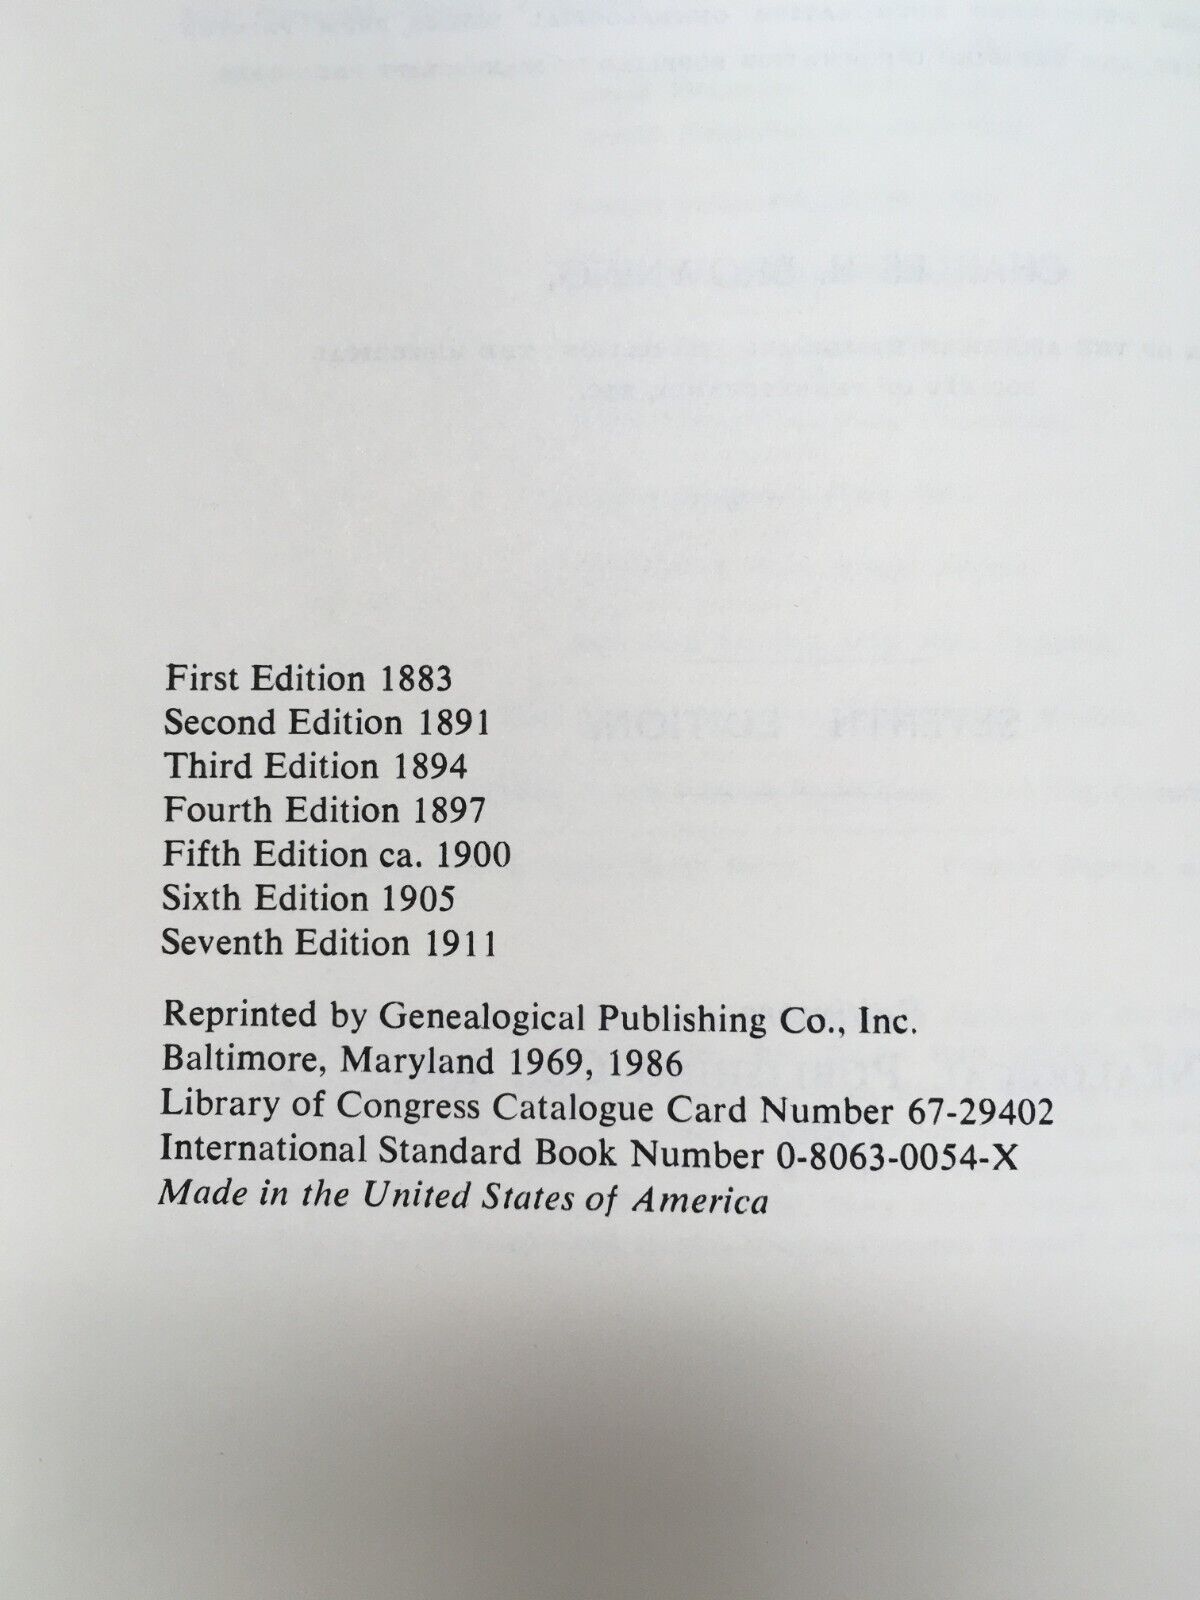 First Edition 1883
Second Edition 1891
Third Edition 1894
Fourth Edition 1897
Fifth Edition ca. 1900
Sixth Edition 1905
Seventh Edition 1911
Reprinted by Genealogical Publishing Co., Inc.
Baltimore, Maryland 1969, 1986
Library of Congress Catalogue Card Number 67-29402
International Standard Book Number 0-8063-0054-X
Made in the United States of America